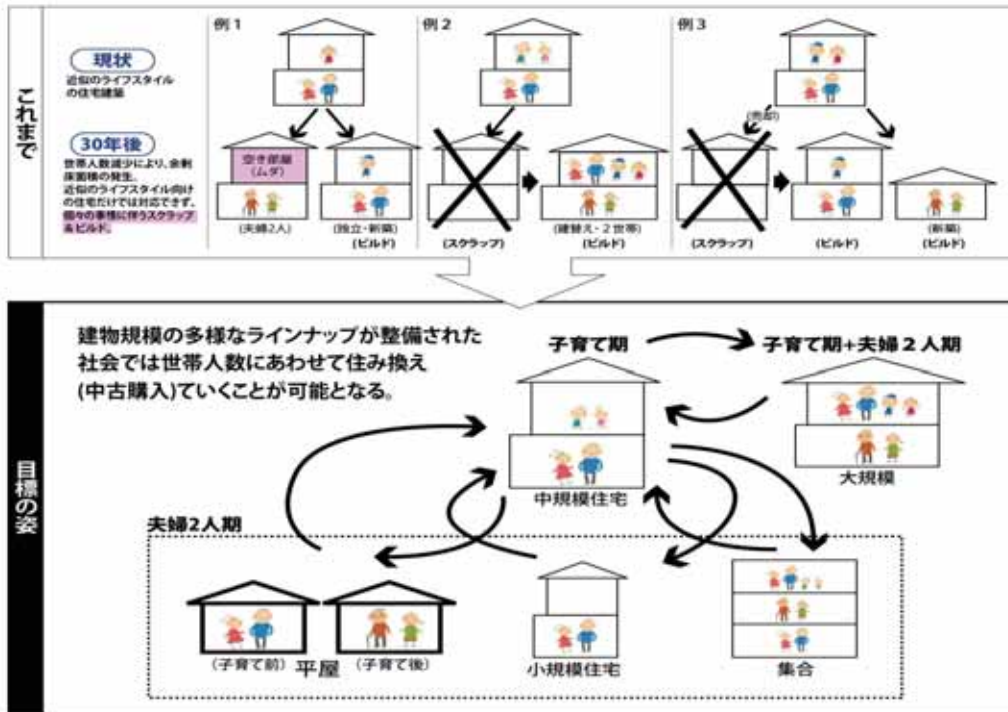 これまで
現状
近似のライフスタイル
の住宅建築
30年後
世帯人数減少により、余剰
床面積の発生。
近似のライフスタイル向け
の住宅だけでは対応できず、
個々の事情に伴うスクラップ
&ビルド。
例1
空き部屋
(ムダ)
(夫婦2人)
(独立・新築)
(ビルド)
例2
(スクラップ)
(建替え・2世帯)
(ビルド)
例3
(売却)
(スクラップ)
(ビルド)
(新築)
(ビルド)
目標の姿
建物規模の多様なラインナップが整備された
社会では世帯人数にあわせて住み換え
(中古購入)ていくことが可能となる。
子育て期
中規模住宅
子育て期+夫婦2人期
大規模
夫婦2人期
(子育て前)
平屋
(子育て後)
小規模住宅
集合